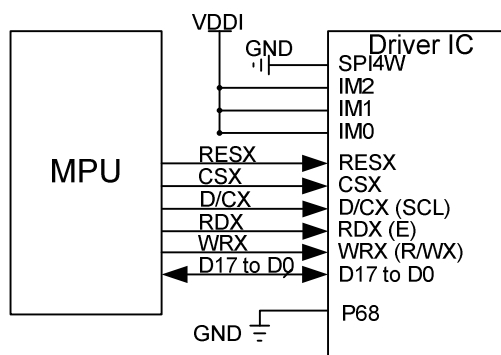 VDDI
GND
Driver IC
SPI4W
IM2
IM1
IM0
MPU
RESX
RESX
CSX
CSX
D/CX
D/CX (SCL)
RDX
RDX (E)
WRX
WRX (R/WX)
D17 to D0
D17 to D0
GND
P68